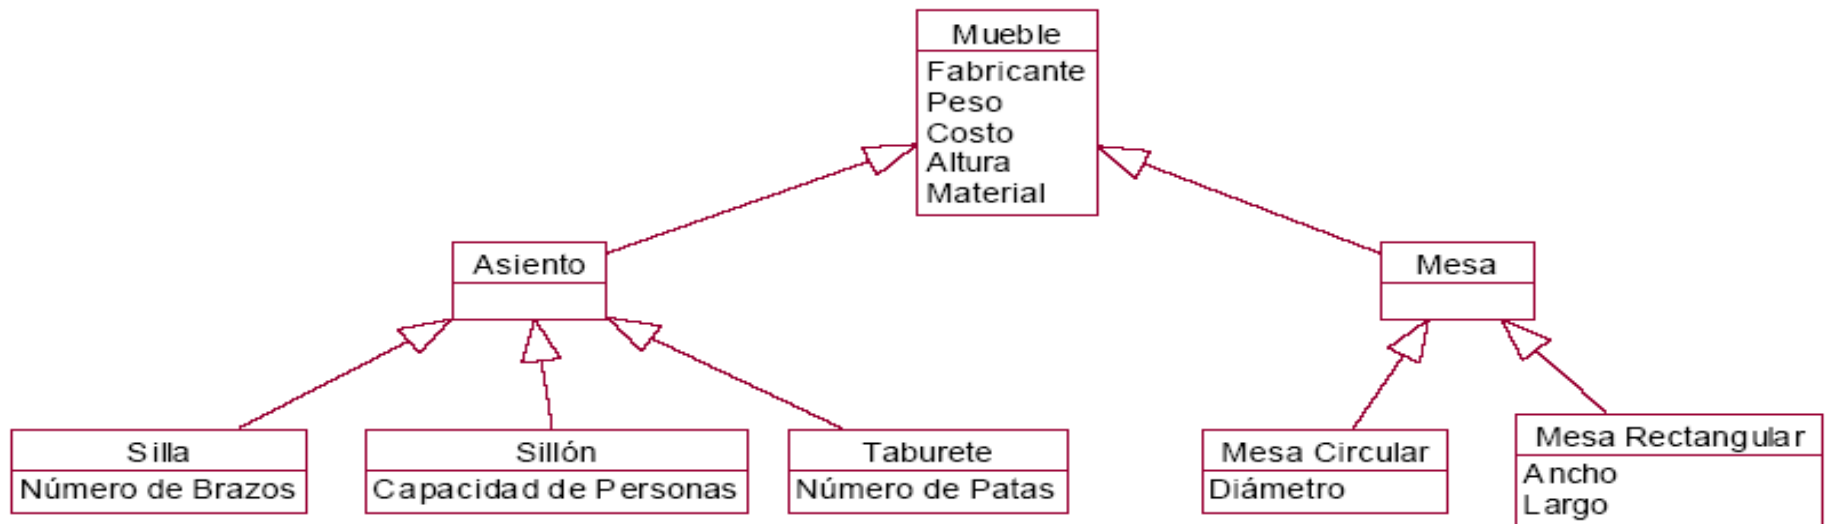 Mueble
Fabricante
Peso
Costo
Altura
Material
Asiento
Mesa
Silla
Número de Brazos
Sillón
Capacidad de Personas
Taburete
Número de Patas
Mesa Circular
Diámetro
Mesa Rectangular
Ancho
Largo